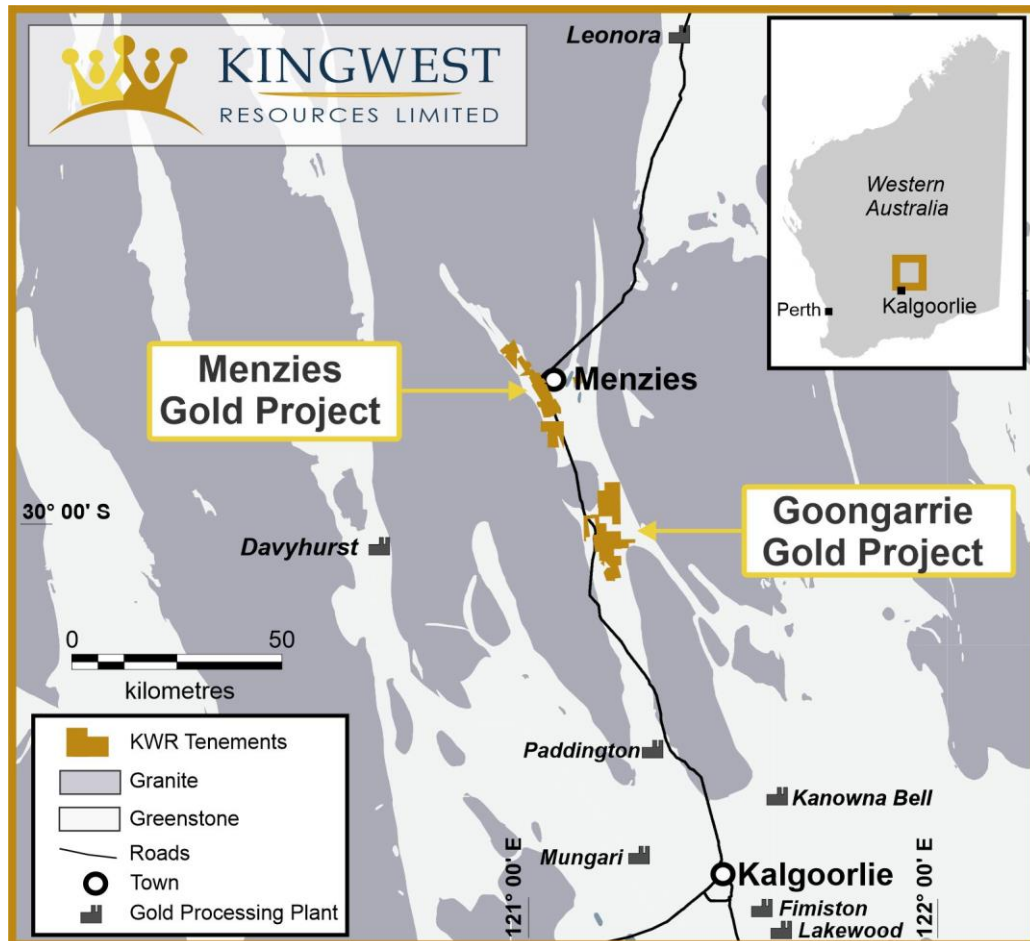 KINGWEST
RESOURCES LIMITED
Leonora
Western
Australia
Perth
Kalgoorlie
Menzies
Gold Project
Menzies
30° 00' S
Davyhurst
Goongarrie
Gold Project
0 50
kilometres
KWR Tenements
Granite
Greenstone
Roads
Town
Gold Processing Plant
Paddington
Kanowna Bell
Mungari
121° 00' E
Kalgoorlie
122° 00' E
Fimiston
Lakewood